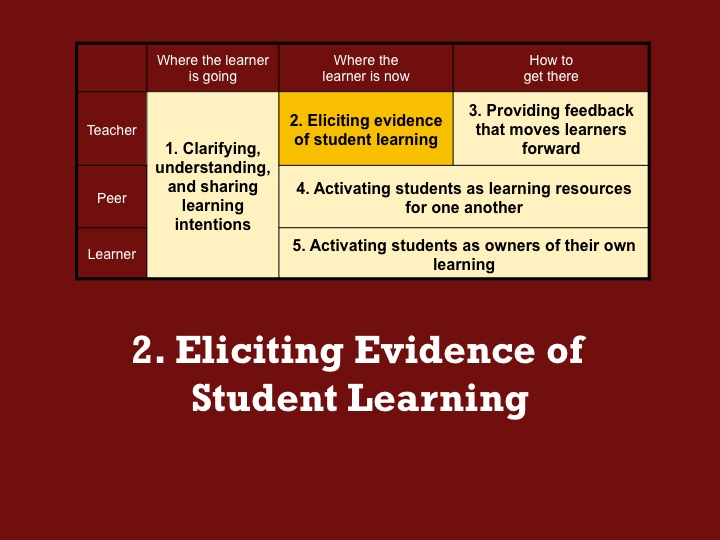 Where the learner
is going
Where the
learner is now
How to
get there
Teacher
1. Clarifying,
understanding,
and sharing
learning
intentions
2. Eliciting evidence
of student learning
3. Providing feedback
that moves learners
forward
Peer
4. Activating students as learning resources
for one another
Learner
5. Activating students as owners of their own
learning
2. Eliciting Evidence of
Student Learning